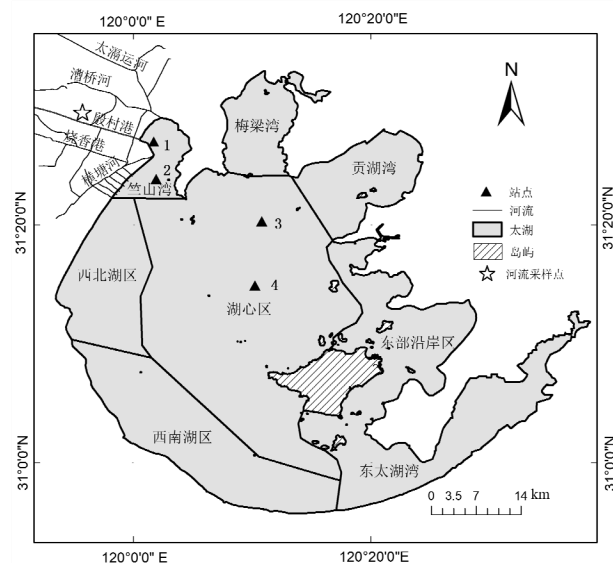 120°0'0" E
120°20'0" E
太滆运河
漕桥河
殷村港
烧香港
横塘河
1
2
竺山湾
梅梁湾
贡湖湾
N
站点
河流
太湖
岛屿
河流采样点
31°20'0"N
31°20'0"N
3
4
西北湖区
湖心区
东部沿岸区
西南湖区
东太湖湾
31°0'0"N
31°0'0"N
0 3.5 7 14 km
120°0'0" E
120°20'0" E